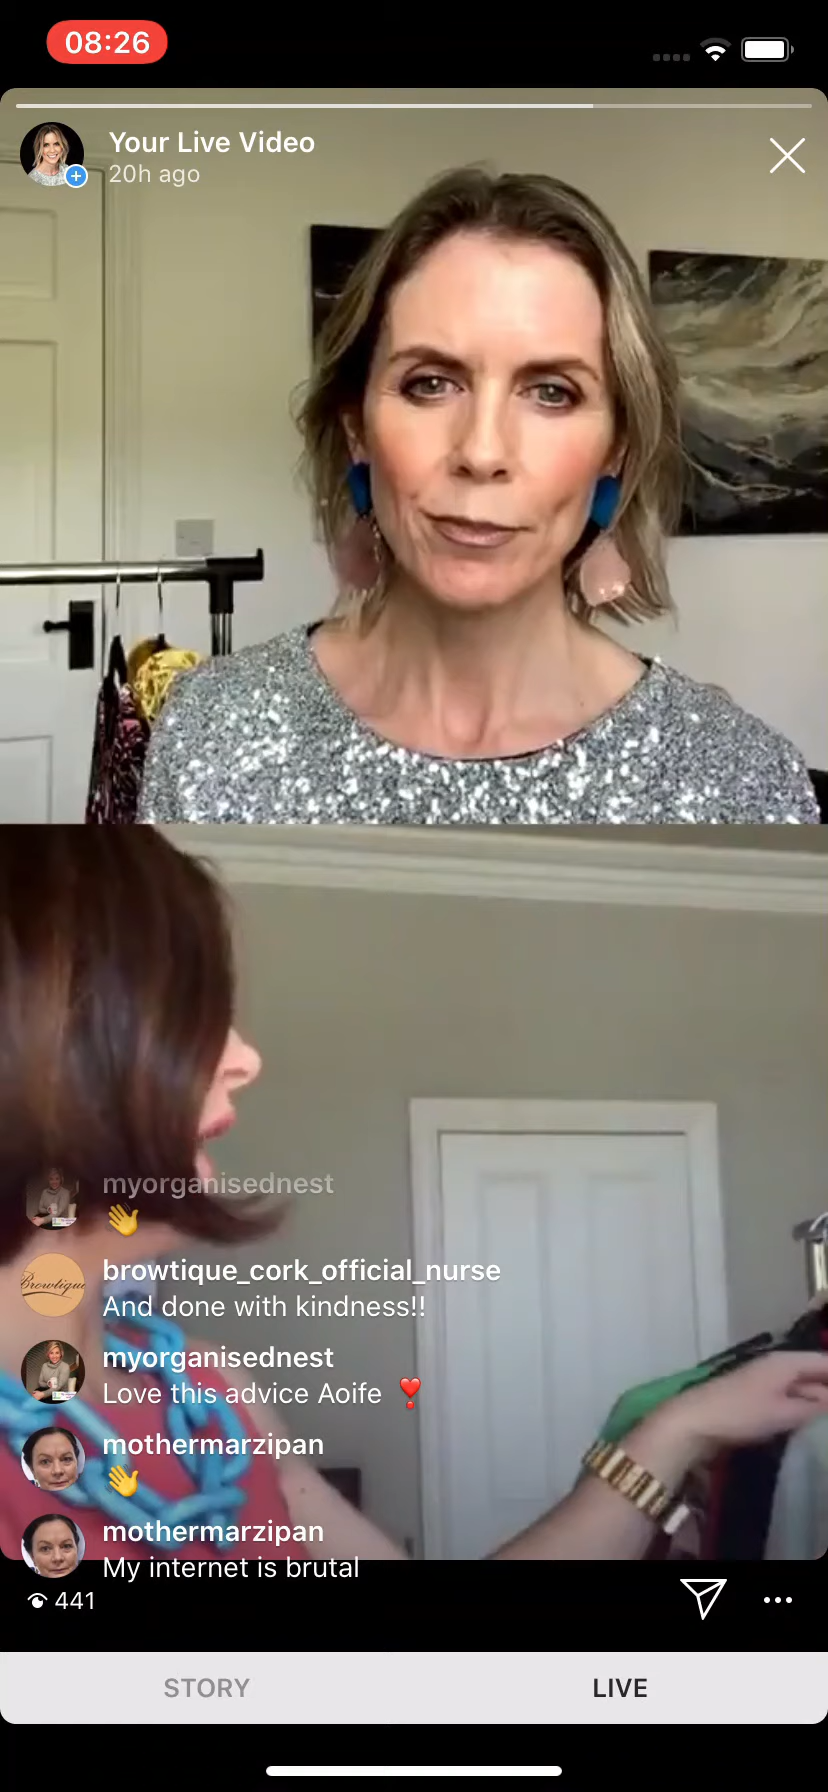 08:26
Your Live Video
20h ago
myorganisednest
👋
Browtique
browtique_cork_official_nurse
And done with kindness!!
myorganisednest
Love this advice Aoife ❣️
mothermarzipan
👋
mothermarzipan
My internet is brutal
441
STORY
LIVE